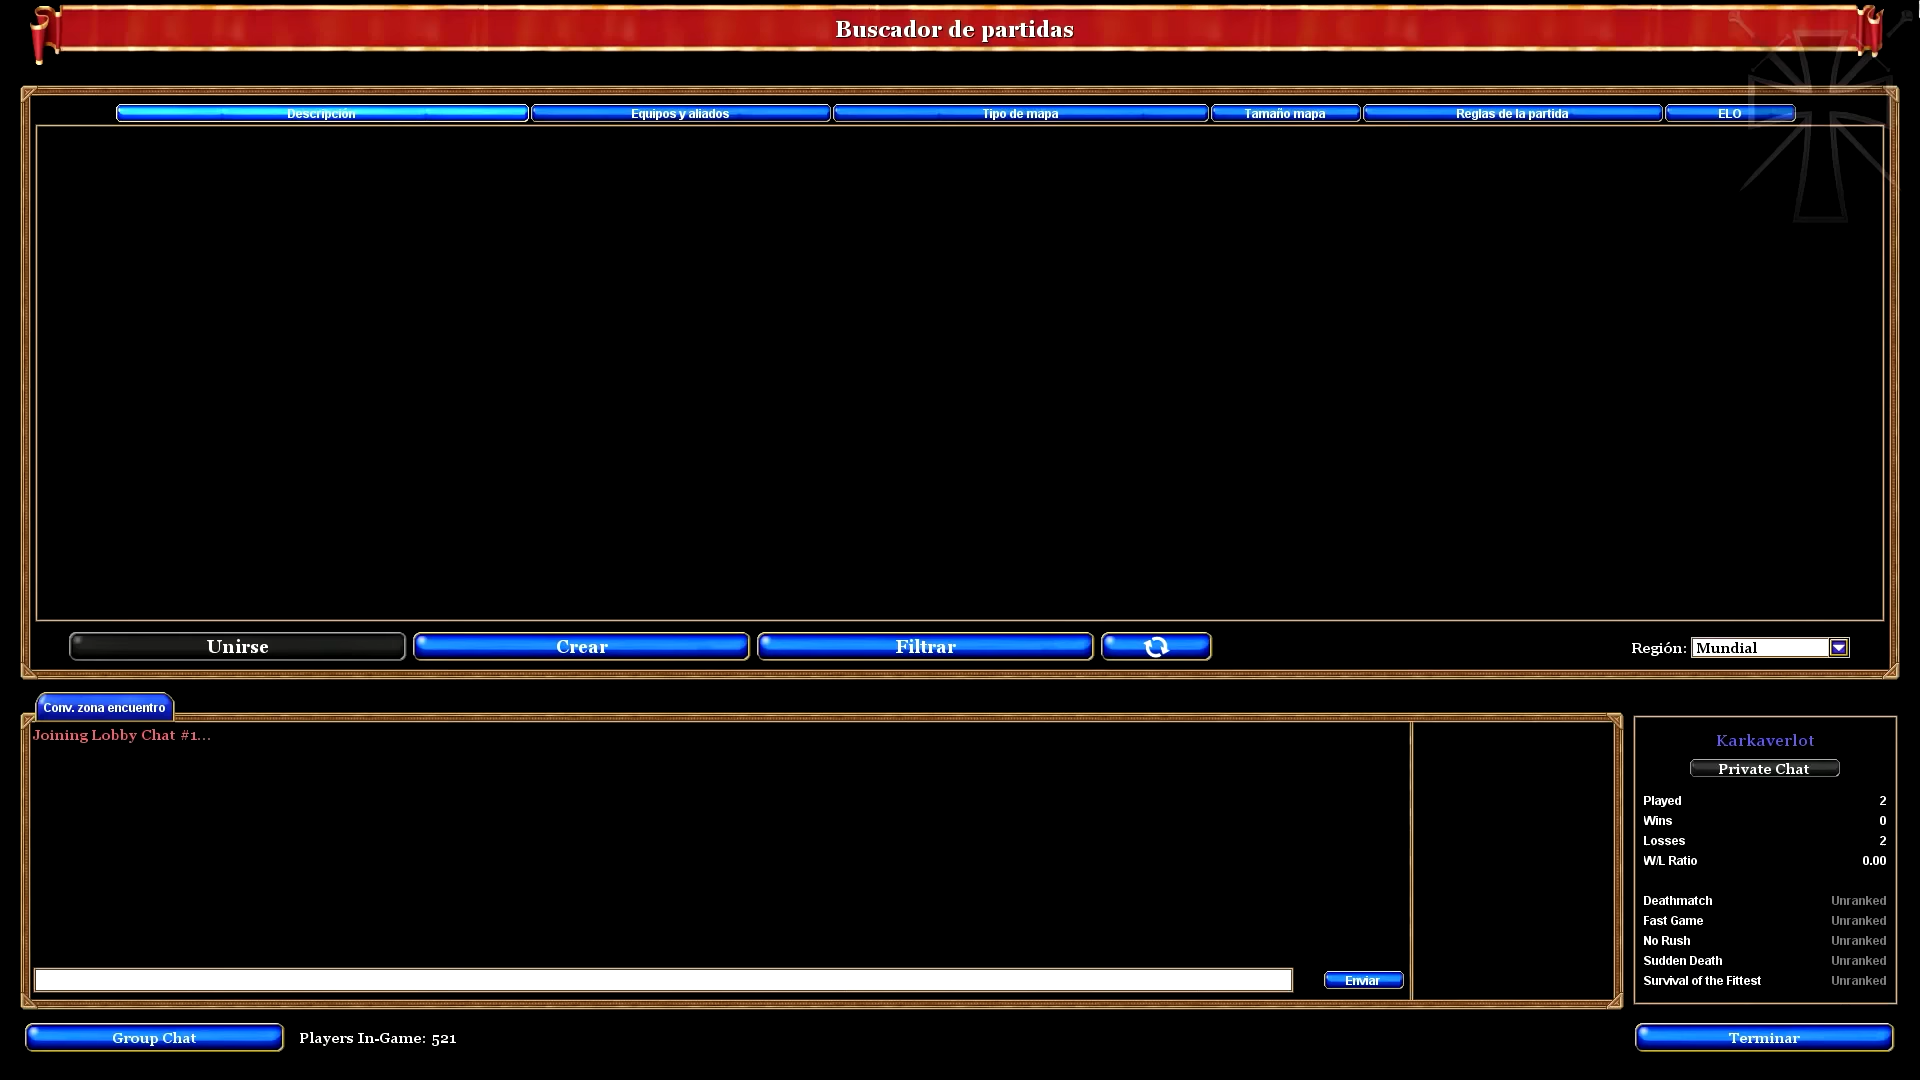 Buscador de partidas
Descripción Equipos y aliados Tipo de mapa Tamaño mapa Reglas de la partida ELO
Unirse Crear Filtrar Región: Mundial
Conv. zona encuentro
Joining Lobby Chat #1...
Enviar
Karkaverlot
Private Chat
Played 2
Wins 0
Losses 2
W/L Ratio 0.00
Deathmatch Unranked
Fast Game Unranked
No Rush Unranked
Sudden Death Unranked
Survival of the Fittest Unranked
Group Chat Players In-Game: 521 Terminar